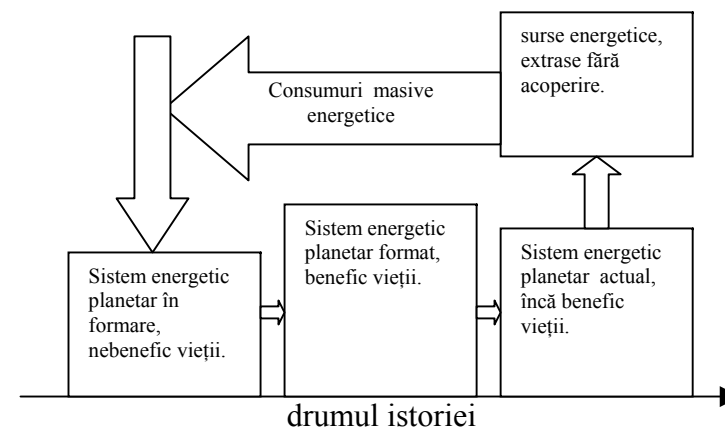 surse energetice,
extrase fără
acoperire.
Consumuri masive
energetice
Sistem energetic
planetar în
formare,
nebenefic vieții.
Sistem energetic
planetar format,
benefic vieții.
Sistem energetic
planetar actual,
încă benefic
vieții.
drumul istoriei